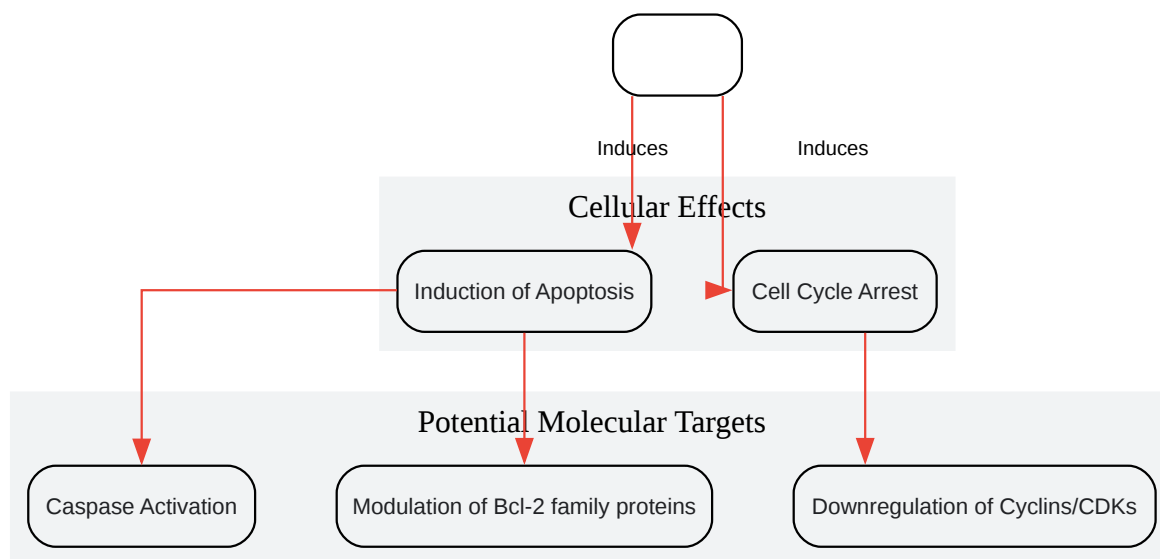 Induces
Induces
Cellular Effects
Induction of Apoptosis
Cell Cycle Arrest
Potential Molecular Targets
Caspase Activation
Modulation of Bcl-2 family proteins
Downregulation of Cyclins/CDKs